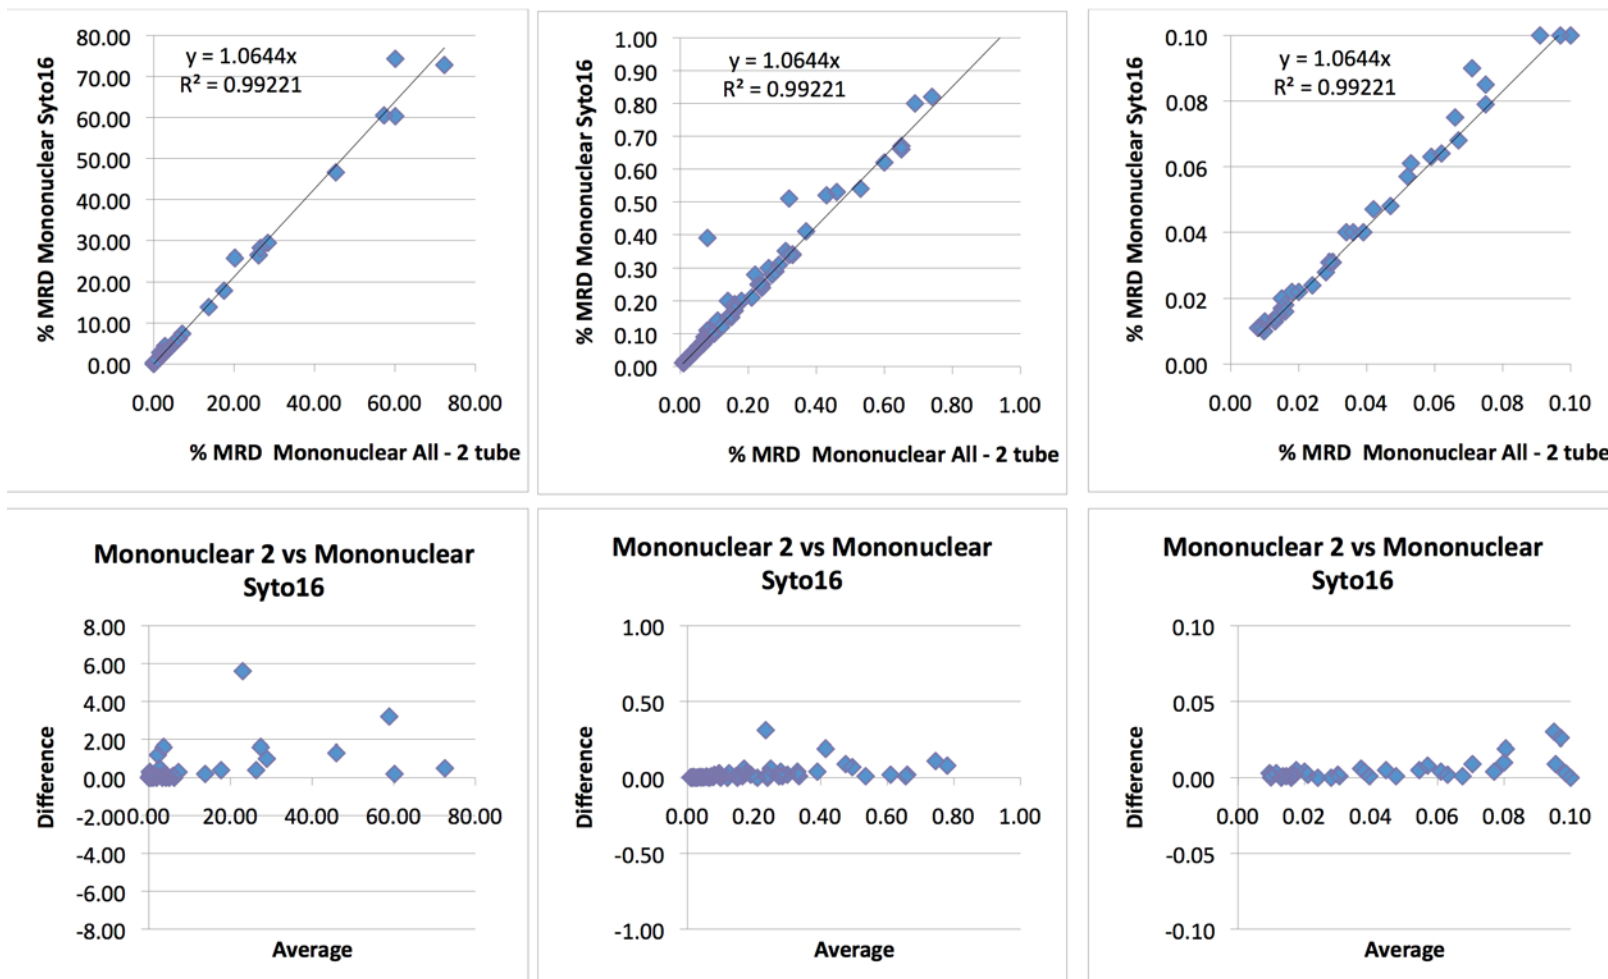 80.00
70.00
60.00
50.00
40.00
30.00
20.00
10.00
0.00
0.00 20.00 40.00 60.00 80.00
% MRD Mononuclear Syto16
y = 1.0644x
R² = 0.99221
% MRD Mononuclear All - 2 tube
1.00
0.90
0.80
0.70
0.60
0.50
0.40
0.30
0.20
0.10
0.00
0.00 0.20 0.40 0.60 0.80 1.00
% MRD Mononuclear Syto16
y = 1.0644x
R² = 0.99221
% MRD Mononuclear All - 2 tube
0.10
0.08
0.06
0.04
0.02
0.00
0.00 0.02 0.04 0.06 0.08 0.10
% MRD Mononuclear Syto16
y = 1.0644x
R² = 0.99221
% MRD Mononuclear All - 2 tube
Mononuclear 2 vs Mononuclear
Syto16
8.00
6.00
4.00
2.00
0.00
-2.00
-4.00
-6.00
-8.00
0.00 20.00 40.00 60.00 80.00
Difference
Average
Mononuclear 2 vs Mononuclear
Syto16
1.00
0.50
0.00
-0.50
-1.00
0.00 0.20 0.40 0.60 0.80 1.00
Difference
Average
Mononuclear 2 vs Mononuclear
Syto16
0.10
0.05
0.00
-0.05
-0.10
0.00 0.02 0.04 0.06 0.08 0.10
Difference
Average